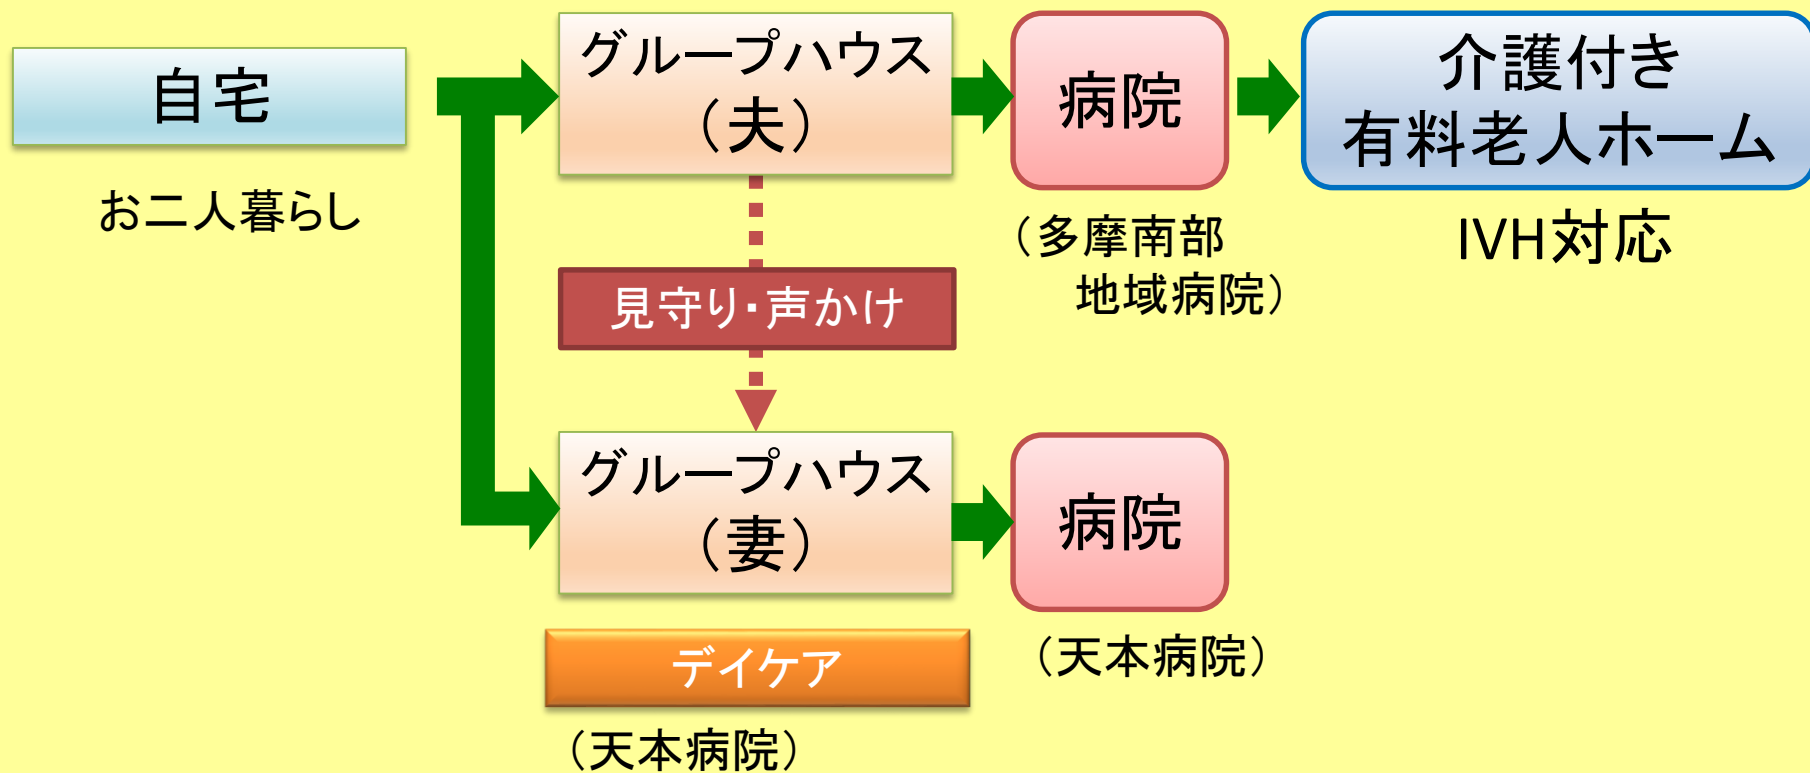 自宅
お二人暮らし
グループハウス
（夫）
病院
（多摩南部
地域病院）
介護付き
有料老人ホーム
IVH対応
見守り・声かけ
グループハウス
（妻）
病院
（天本病院）
デイケア
（天本病院）